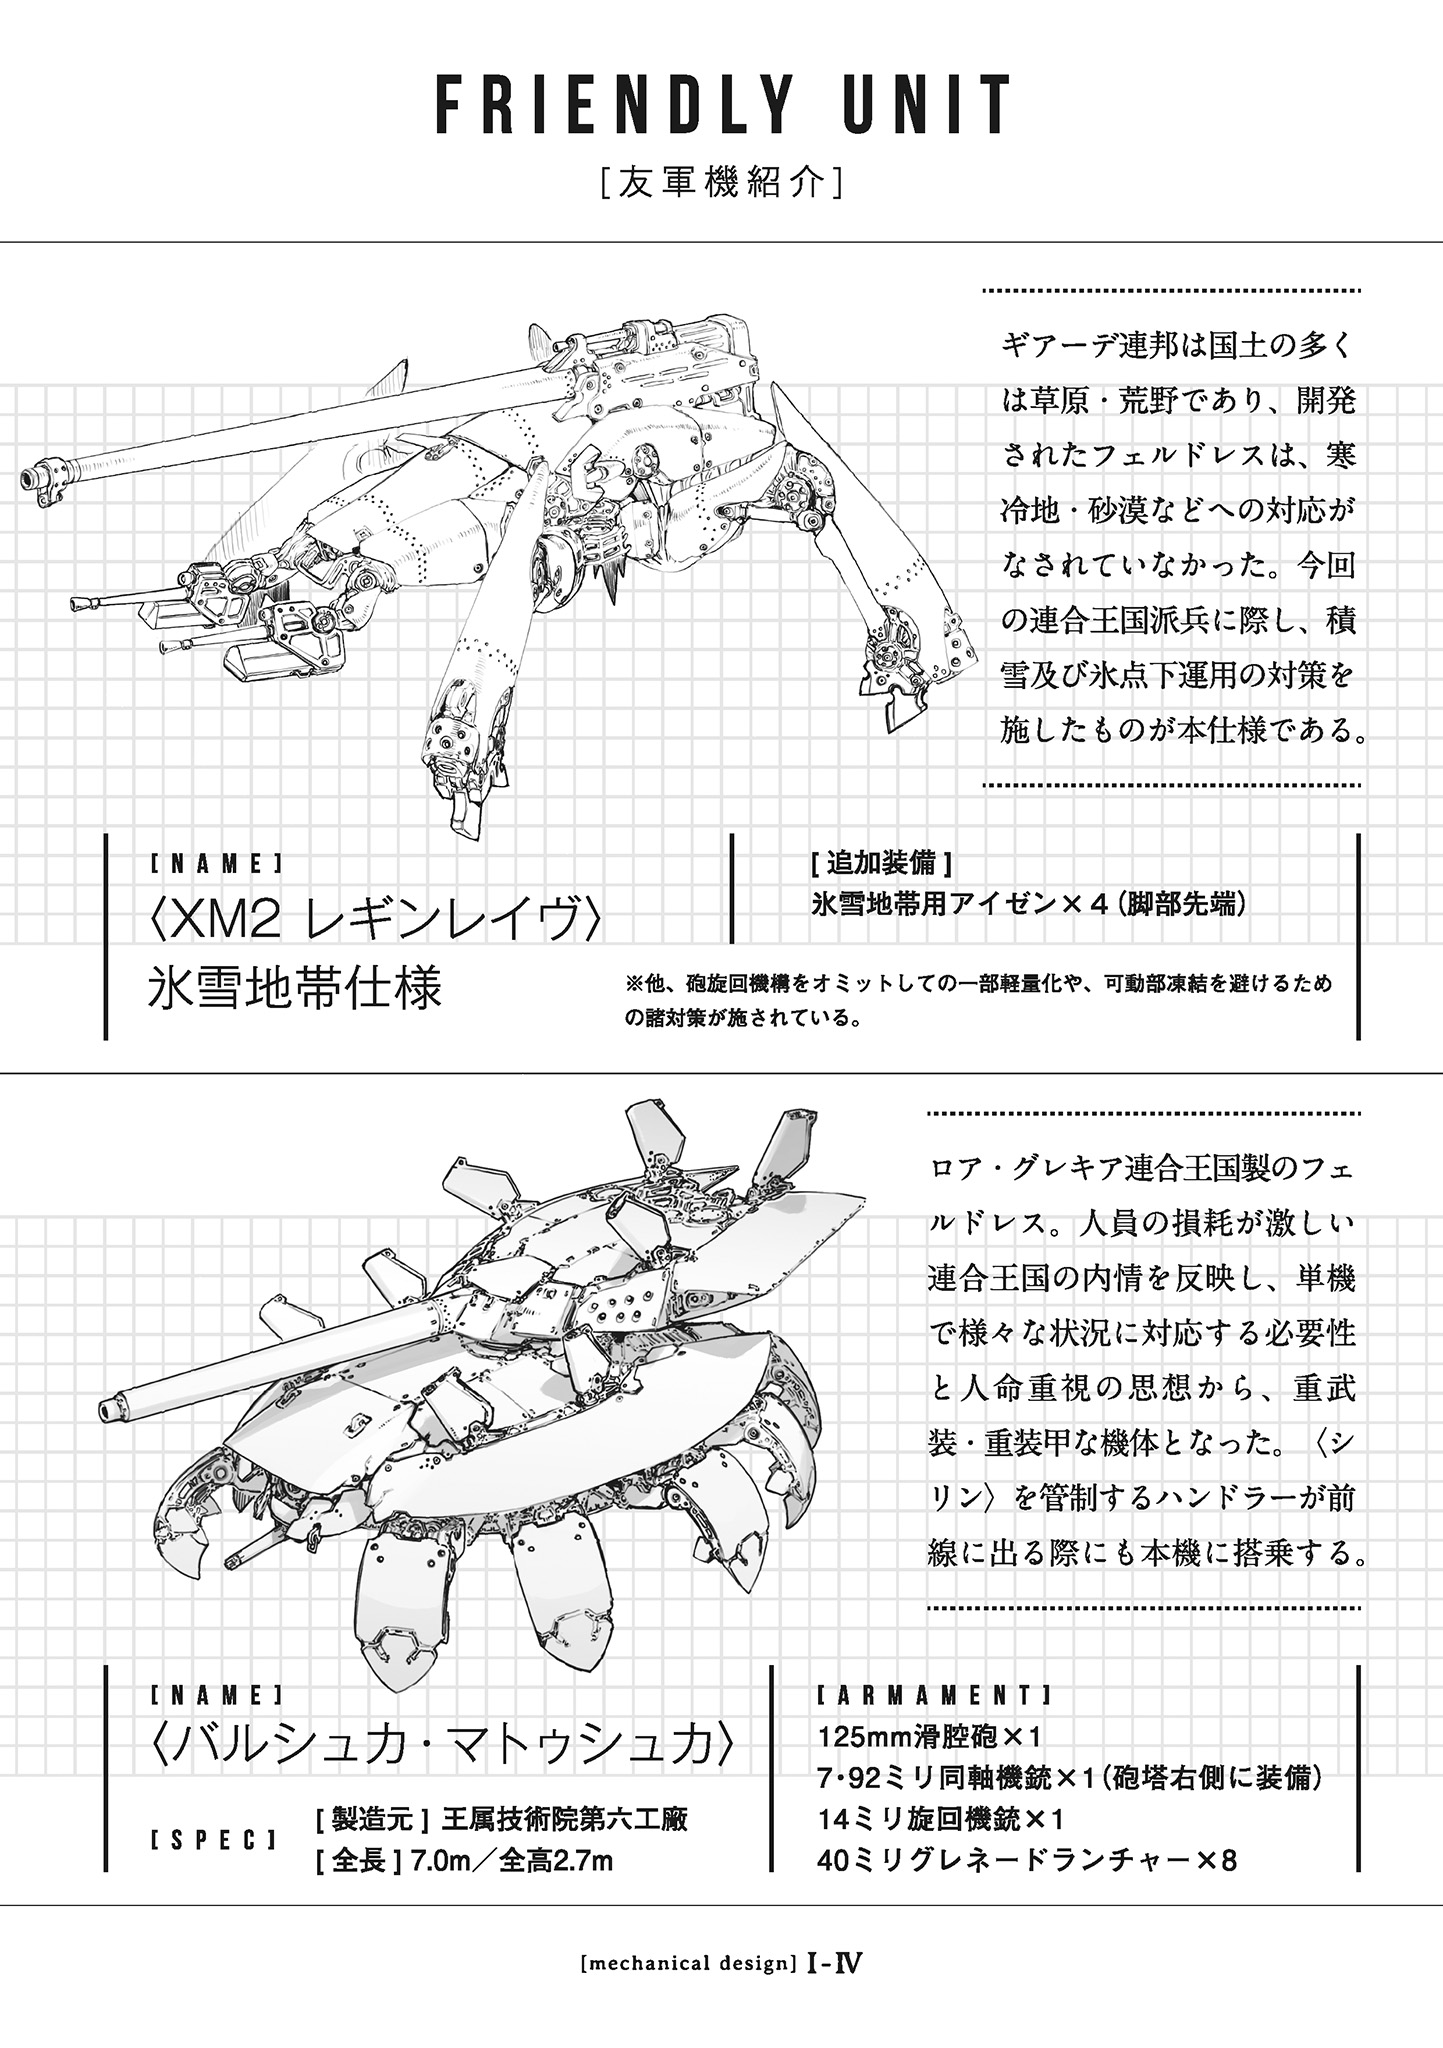 FRIENDLY UNIT
[友軍機紹介]
ギアーデ連邦は国土の多く
は草原・荒野であり、開発
されたフェルドレスは、寒
冷地・砂漠などへの対応が
なされていなかった。今回
の連合王国派兵に際し、積
雪及び氷点下運用の対策を
施したものが本仕様である。
[NAME]
〈XM2 レギンレイヴ〉
氷雪地帯仕様
[追加装備]
氷雪地帯用アイゼン×4(脚部先端)
※他、砲旋回機構をオミットしての一部軽量化や、可動部凍結を避けるため
の諸対策が施されている。
ロア・グレキア連合王国製のフェ
ルドレス。人員の損耗が激しい
連合王国の内情を反映し、単機
で様々な状況に対応する必要性
と人命重視の思想から、重武
装・重装甲な機体となった。〈シ
リン〉を管制するハンドラーが前
線に出る際にも本機に搭乗する。
[NAME]
〈バルシュカ・マトゥシュカ〉
[SPEC]
[製造元] 王属技術院第六工廠
[全長]7.0m／全高2.7m
[ARMAMENT]
125mm滑腔砲×1
7・92ミリ同軸機銃×1(砲塔右側に装備)
14ミリ旋回機銃×1
40ミリグレネードランチャー×8
[mechanical design] I-IV